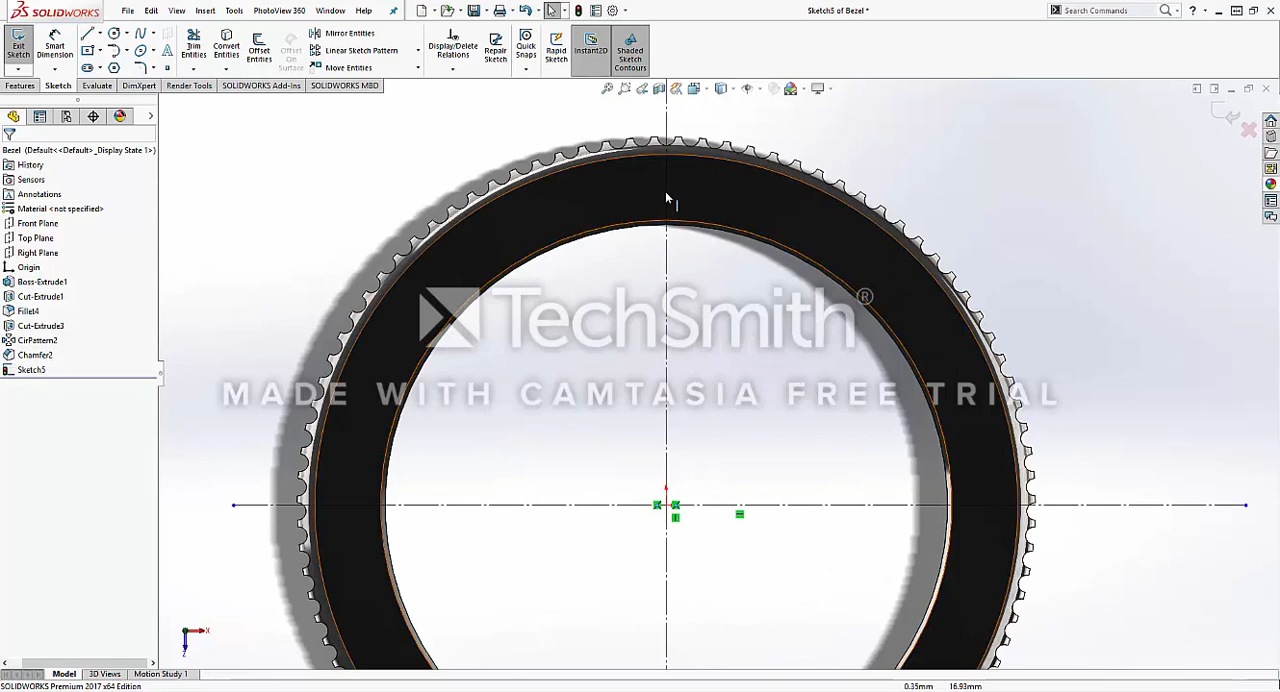 SOLIDWORKS
File Edit View Insert Tools PhotoView 360 Window Help
Sketch5 of Bezel *
Search Commands
Exit Sketch
Smart Dimension
Trim Entities
Convert Entities
Offset Entities
Offset On Surface
Mirror Entities
Linear Sketch Pattern
Move Entities
Display/Delete Relations
Repair Sketch
Quick Snaps
Rapid Sketch
Instant2D
Shaded Sketch Contours
Features Sketch Evaluate DimXpert Render Tools SOLIDWORKS Add-Ins SOLIDWORKS MBD
Bezel (Default<<Default>_Display State 1>)
History
Sensors
Annotations
Material <not specified>
Front Plane
Top Plane
Right Plane
Origin
Boss-Extrude1
Cut-Extrude1
Fillet4
Cut-Extrude3
CirPattern2
Chamfer2
Sketch5
TechSmith®
MADE WITH CAMTASIA FREE TRIAL
X
Z
Model 3D Views Motion Study 1
SOLIDWORKS Premium 2017 x64 Edition
0.35mm 16.93mm